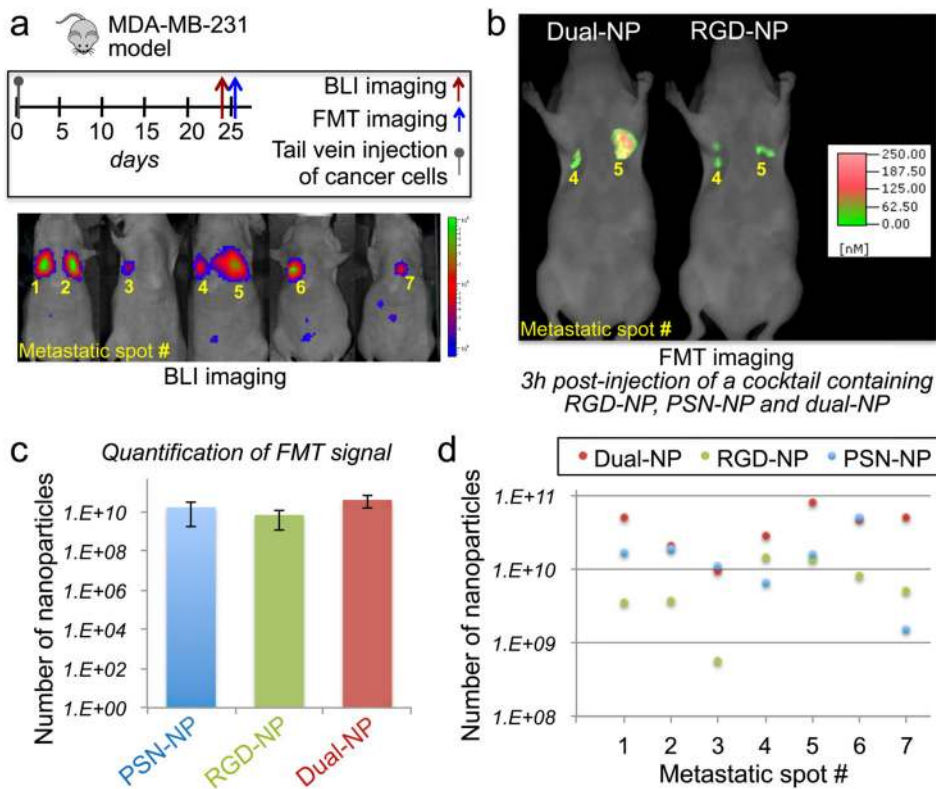 a
MDA-MB-231
model
BLI imaging
FMT imaging
Tail vein injection
of cancer cells
0 5 10 15 20 25
days
1 2 3 4 5 6 7
Metastatic spot #
BLI imaging
b
Dual-NP RGD-NP
4 5 4 5
250.00
187.50
125.00
62.50
0.00
[nM]
Metastatic spot #
FMT imaging
3h post-injection of a cocktail containing
RGD-NP, PSN-NP and dual-NP
c
Quantification of FMT signal
Number of nanoparticles
1.E+10
1.E+08
1.E+06
1.E+04
1.E+02
1.E+00
PSN-NP
RGD-NP
Dual-NP
d
Dual-NP RGD-NP PSN-NP
Number of nanoparticles
1.E+11
1.E+10
1.E+09
1.E+08
1 2 3 4 5 6 7
Metastatic spot #